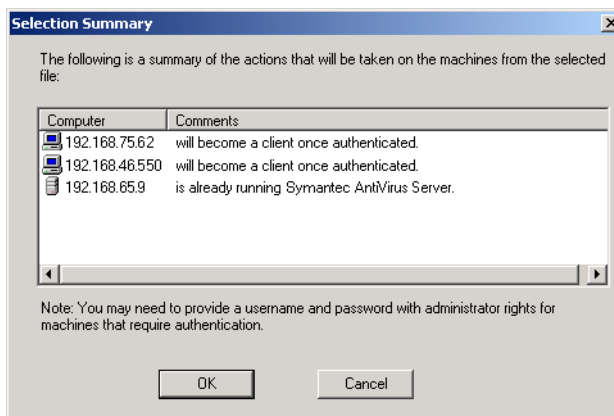 Selection Summary
The following is a summary of the actions that will be taken on the machines from the selected
file:
Computer Comments
192.168.75.62 will become a client once authenticated.
192.168.46.550 will become a client once authenticated.
192.168.65.9 is already running Symantec AntiVirus Server.
Note: You may need to provide a username and password with administrator rights for
machines that require authentication.
OK Cancel